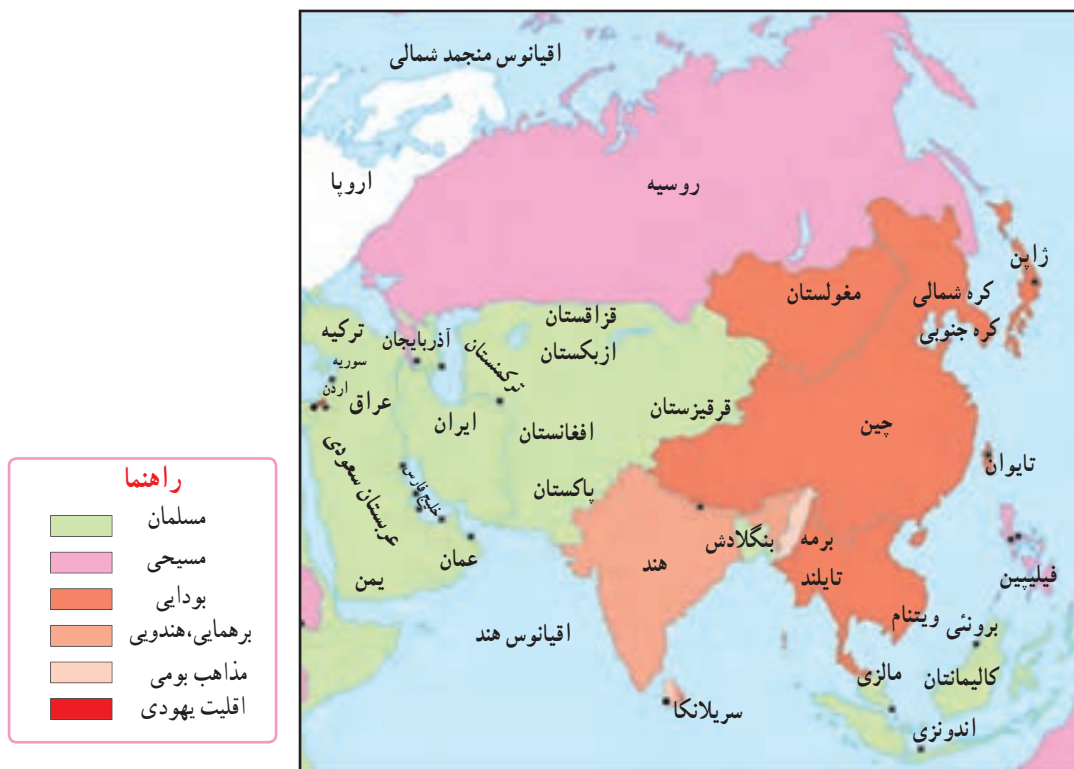 اقیانوس منجمد شمالی
اروپا
روسیه
ژاپن
مغولستان
کره شمالی
کره جنوبی
قزاقستان
ترکیه
آذربایجان
ازبکستان
ترکمنستان
سوریه
اردن
عراق
ایران
افغانستان
قرقیزستان
چین
تایوان
عربستان سعودی
خلیج فارس
پاکستان
عمان
یمن
هند
بنگلادش
برمه
تایلند
فیلیپین
اقیانوس هند
ویتنام
برونئی
مالزی
کالیمانتان
سریلانکا
اندونزی
راهنما
مسلمان
مسیحی
بودایی
برهمایی،هندویی
مذاهب بومی
اقلیت یهودی